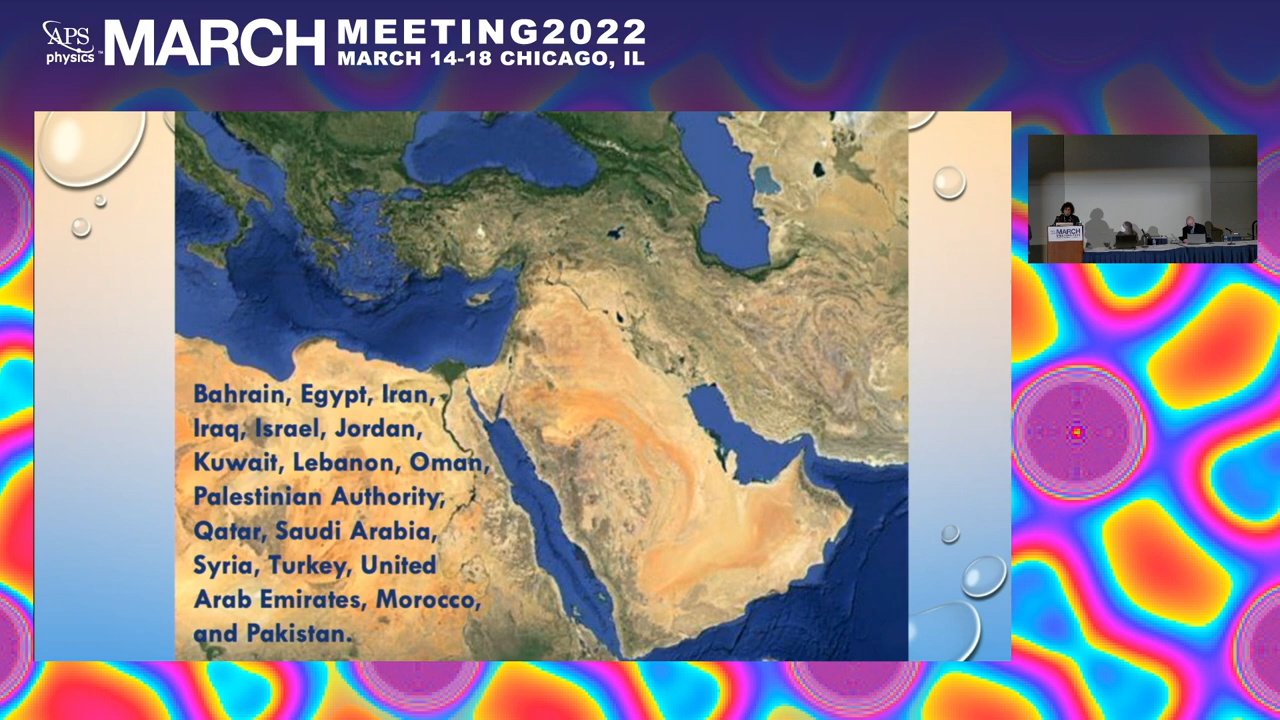 APS
physics
MARCH
MEETING2022
MARCH 14-18 CHICAGO, IL
Bahrain, Egypt, Iran,
Iraq, Israel, Jordan,
Kuwait, Lebanon, Oman,
Palestinian Authority,
Qatar, Saudi Arabia,
Syria, Turkey, United
Arab Emirates, Morocco,
and Pakistan.
MARCH